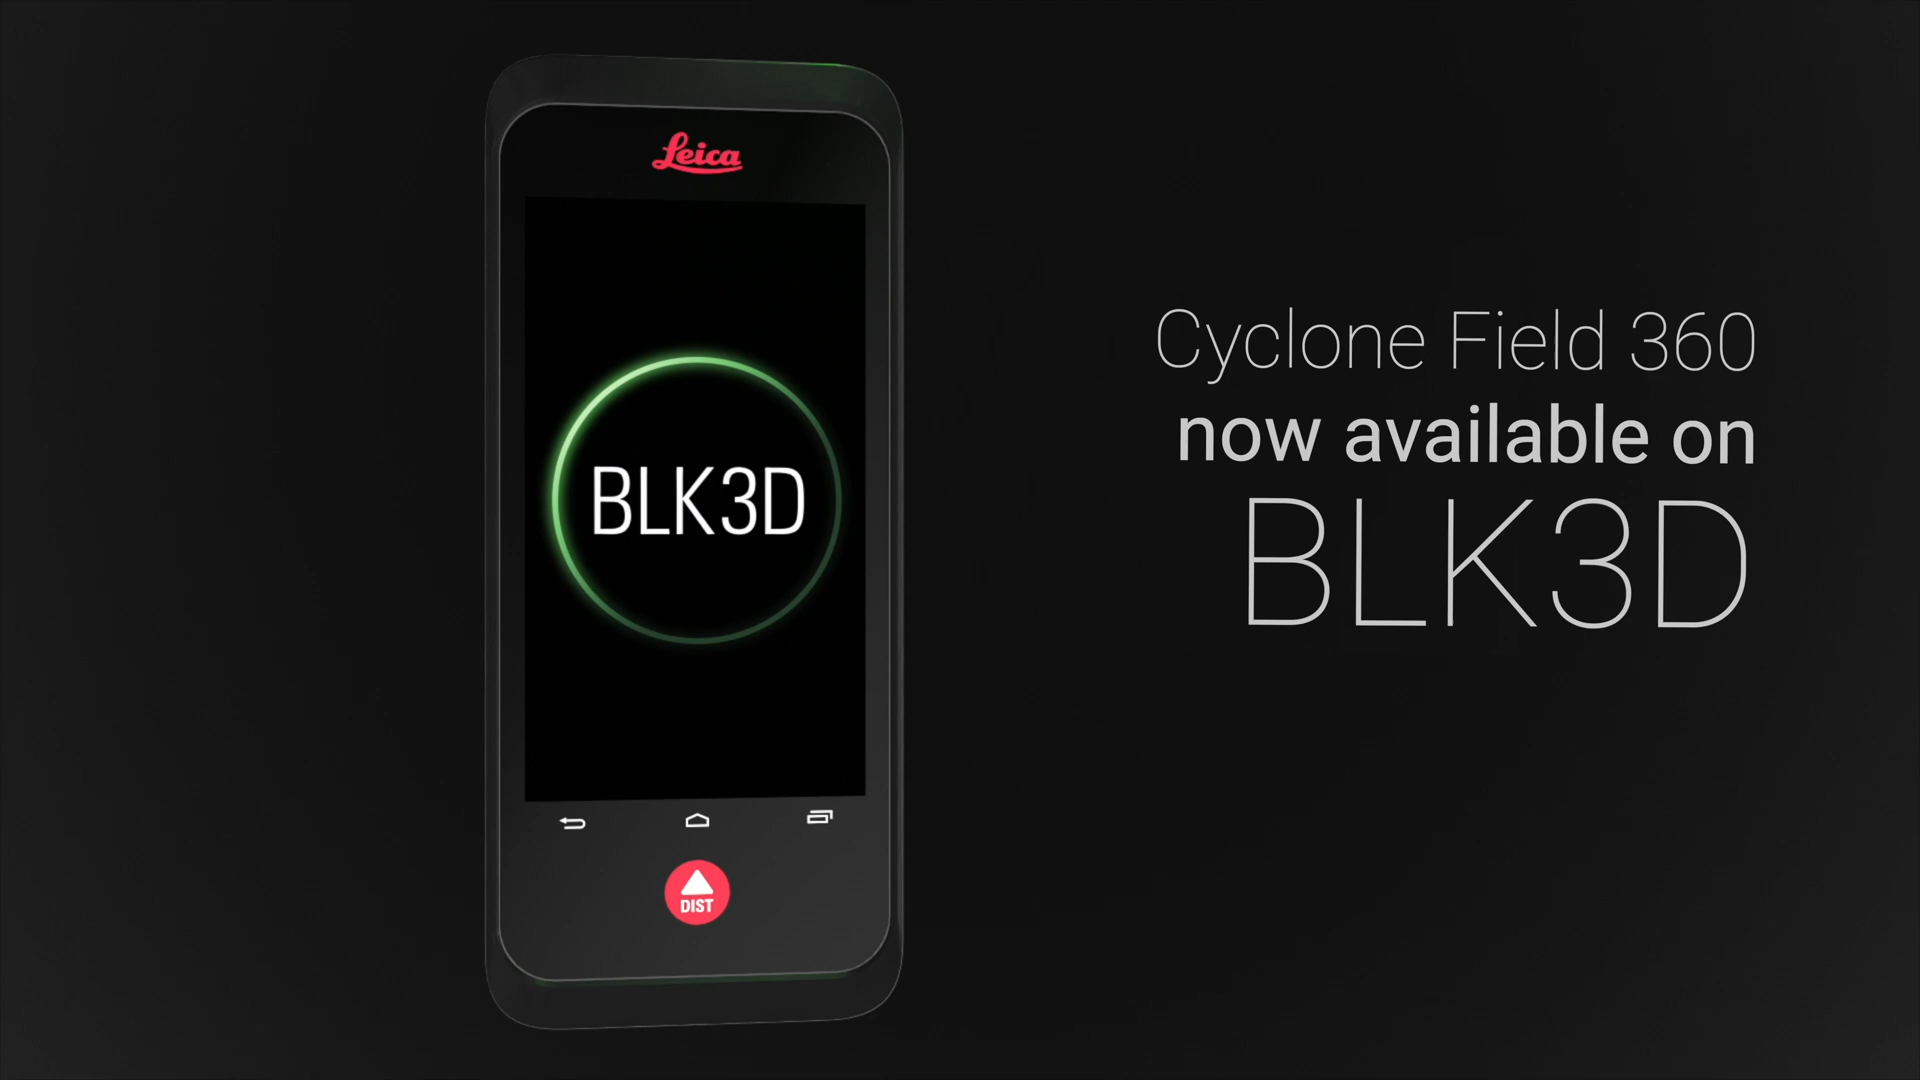 Leica
BLK3D
DIST
Cyclone Field 360
now available on
BLK3D